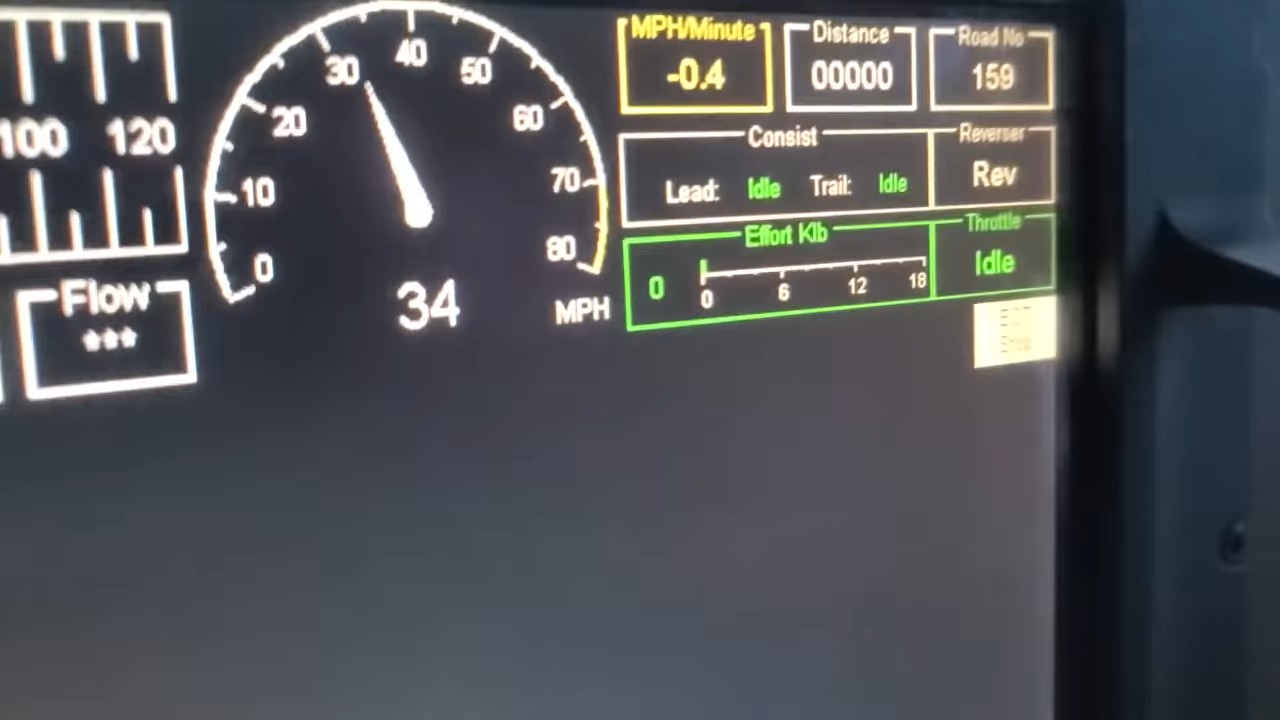 MPH/Minute
-0.4
Distance
00000
Road No
159
40
30
50
20
60
10
70
0
80
34
MPH
100 120
Consist
Lead: Idle Trail: Idle
Reverser
Rev
Effort Klb
0
0 6 12 18
Throttle
Idle
Flow
***